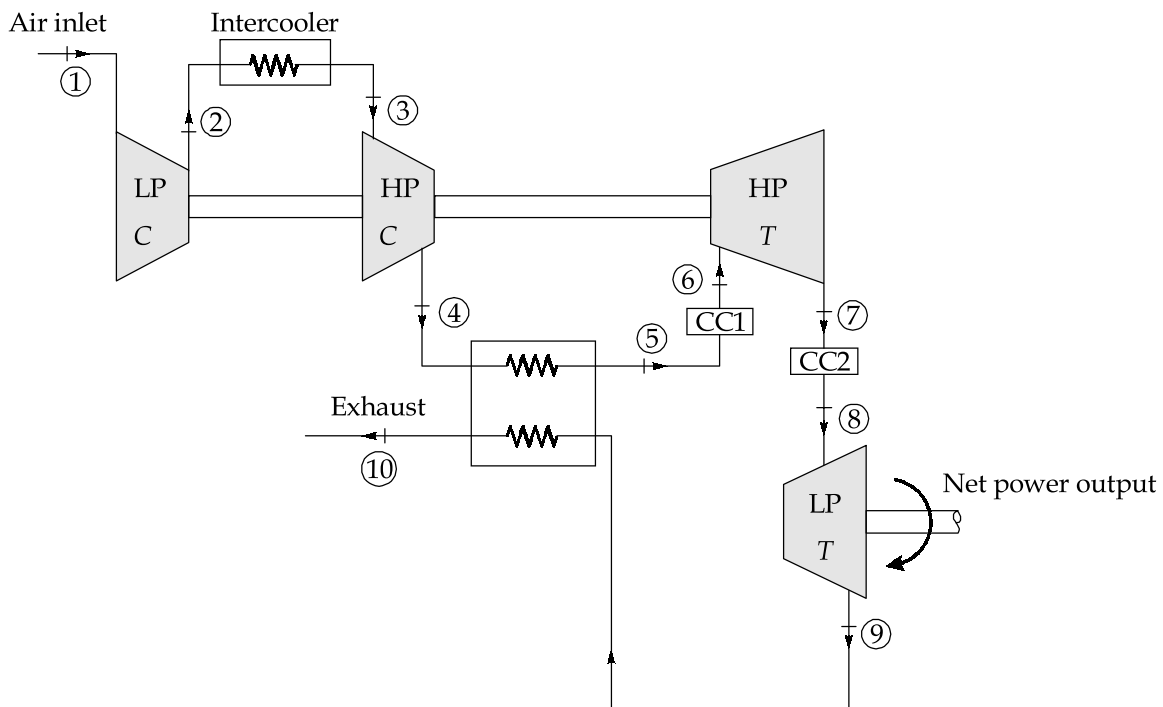 Air inlet
Intercooler
1
2
3
LP
C
HP
C
HP
T
4
5
6
CC1
7
CC2
8
Exhaust
10
LP
T
Net power output
9